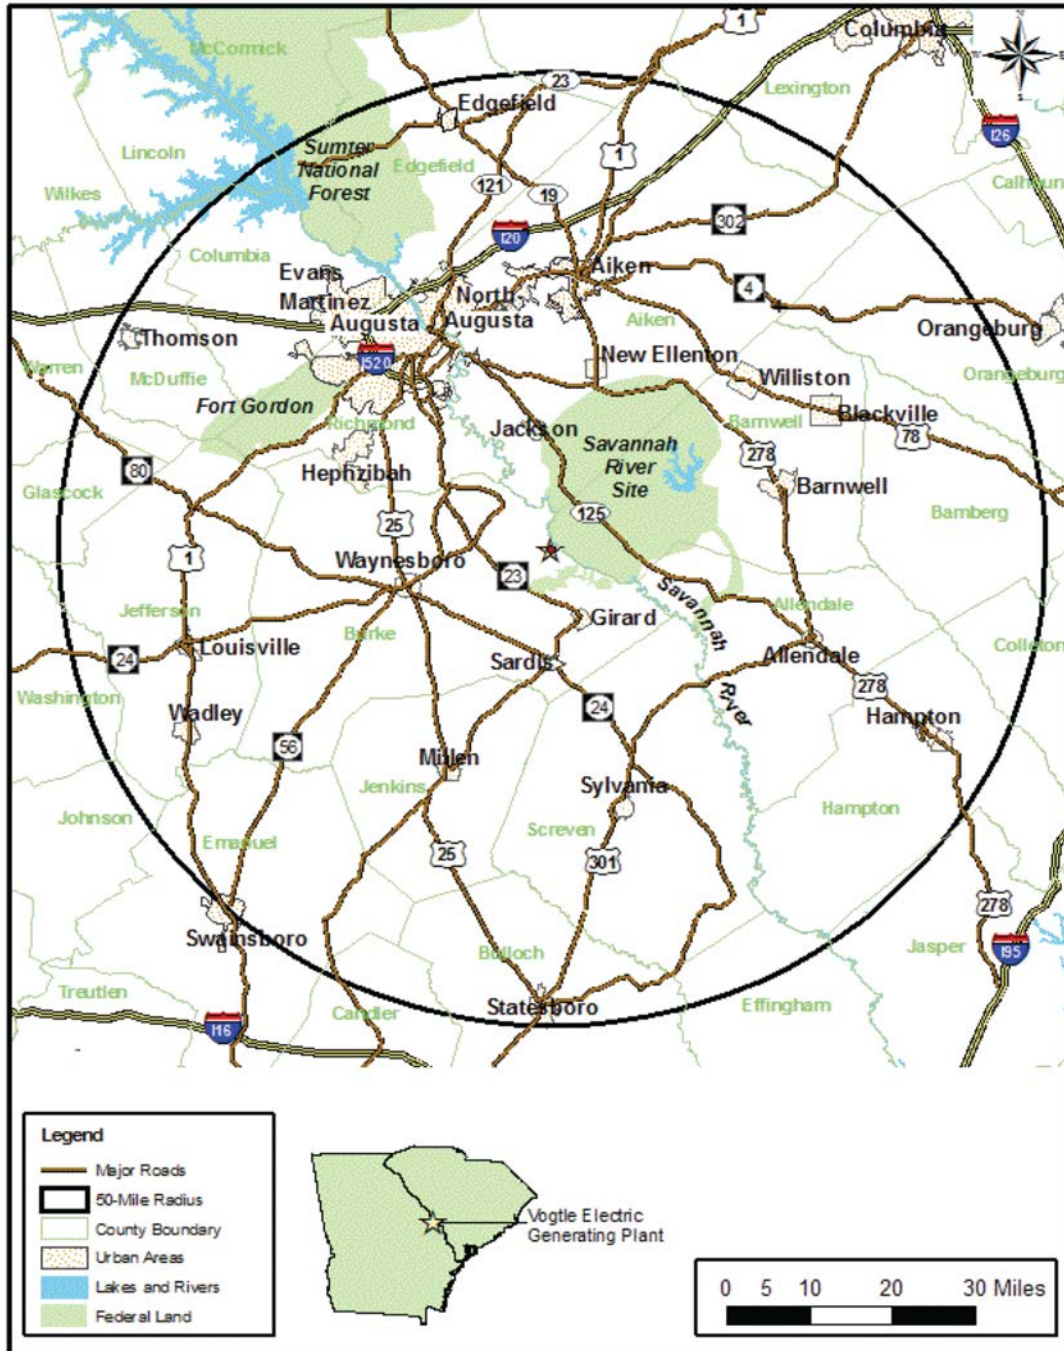 McCormick
1
Columbia
23
Edgefield
Lexington
I26
Lincoln
Sumter
National
Forest
Edgefield
1
Wilkes
121
19
Calhoun
302
I20
Columbia
Evans
Martinez
Augusta
North
Augusta
Aiken
4
Thomson
I520
Aiken
Orangeburg
Warren
McDuffie
New Ellenton
Williston
Orangeburg
Fort Gordon
Richmond
Jackson
Savannah
River
Site
Barnwell
Blackville
78
80
Hephzibah
278
Barnwell
Glascock
25
125
Bamberg
1
Waynesboro
23
Savannah
River
Jefferson
Burke
Girard
Allendale
24
Louisville
Sardis
Allendale
Colleton
Washington
Wadley
24
278
Hampton
56
Millen
Jenkins
Sylvania
Hampton
Johnson
Emanuel
Screven
25
301
278
Swainsboro
Bulloch
Jasper
I95
Treutlen
Candler
Statesboro
Effingham
I16
Legend
Major Roads
50-Mile Radius
County Boundary
Urban Areas
Lakes and Rivers
Federal Land
Vogtle Electric
Generating Plant
0 5 10 20 30 Miles